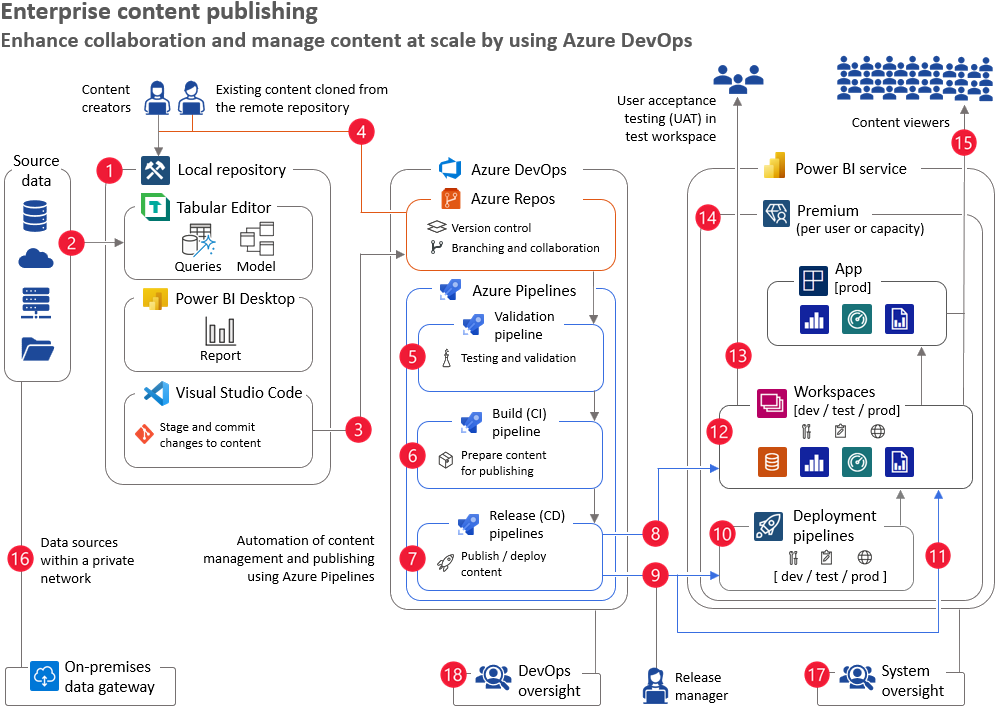 Enterprise content publishing
Enhance collaboration and manage content at scale by using Azure DevOps
Content
creators
Existing content cloned from
the remote repository
4
User acceptance
testing (UAT) in
test workspace
Content viewers
15
Source
data
2
1
Local repository
Tabular Editor
Queries
Model
Power BI Desktop
Report
Visual Studio Code
Stage and commit
changes to content
3
Azure DevOps
Azure Repos
Version control
Branching and collaboration
Azure Pipelines
Validation
pipeline
5
Testing and validation
Build (CI)
pipeline
6
Prepare content
for publishing
Release (CD)
pipelines
7
Publish / deploy
content
8
9
Power BI service
14
Premium
(per user or capacity)
App
[prod]
13
Workspaces
[dev / test / prod]
12
Deployment
pipelines
10
[ dev / test / prod ]
11
16
Data sources
within a private
network
Automation of content
management and publishing
using Azure Pipelines
On-premises
data gateway
18
DevOps
oversight
Release
manager
17
System
oversight